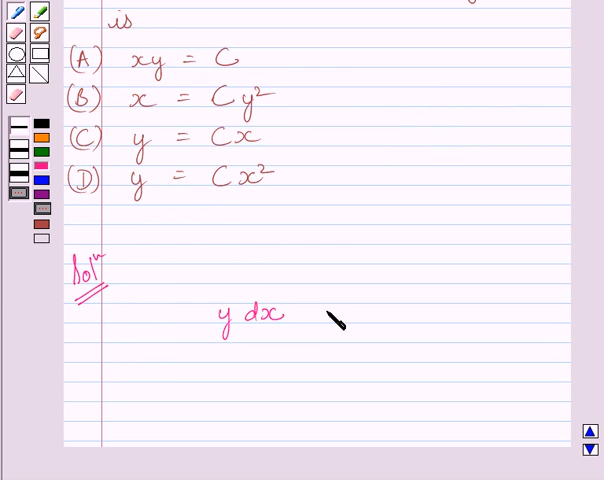 is
(A) xy = C
(B) x = Cy²
(C) y = Cx
(D) y = Cx²
Solⁿ
y dx